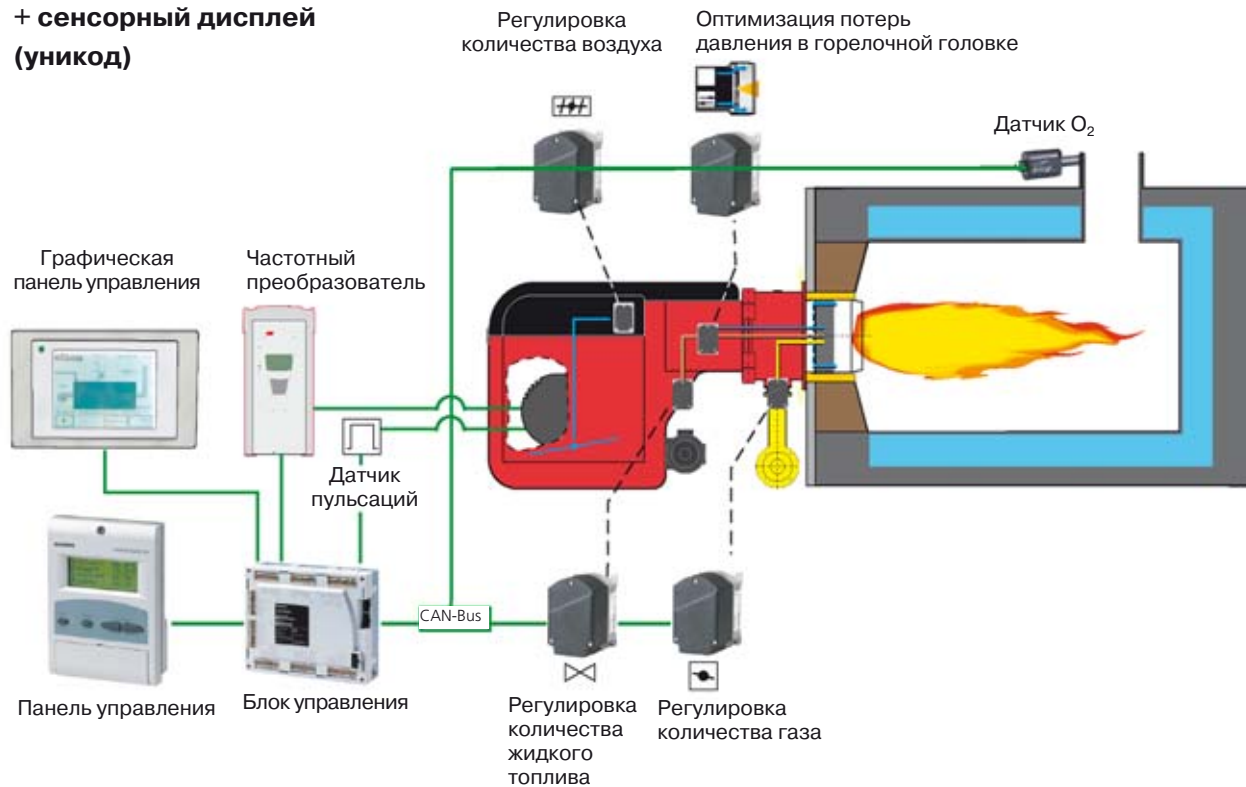 + сенсорный дисплей
(уникод)
Регулировка
количества воздуха
Оптимизация потерь
давления в горелочной головке
Датчик O₂
Графическая
панель управления
Частотный
преобразователь
Датчик
пульсаций
CAN-Bus
Панель управления
Блок управления
Регулировка
количества
жидкого
топлива
Регулировка
количества газа